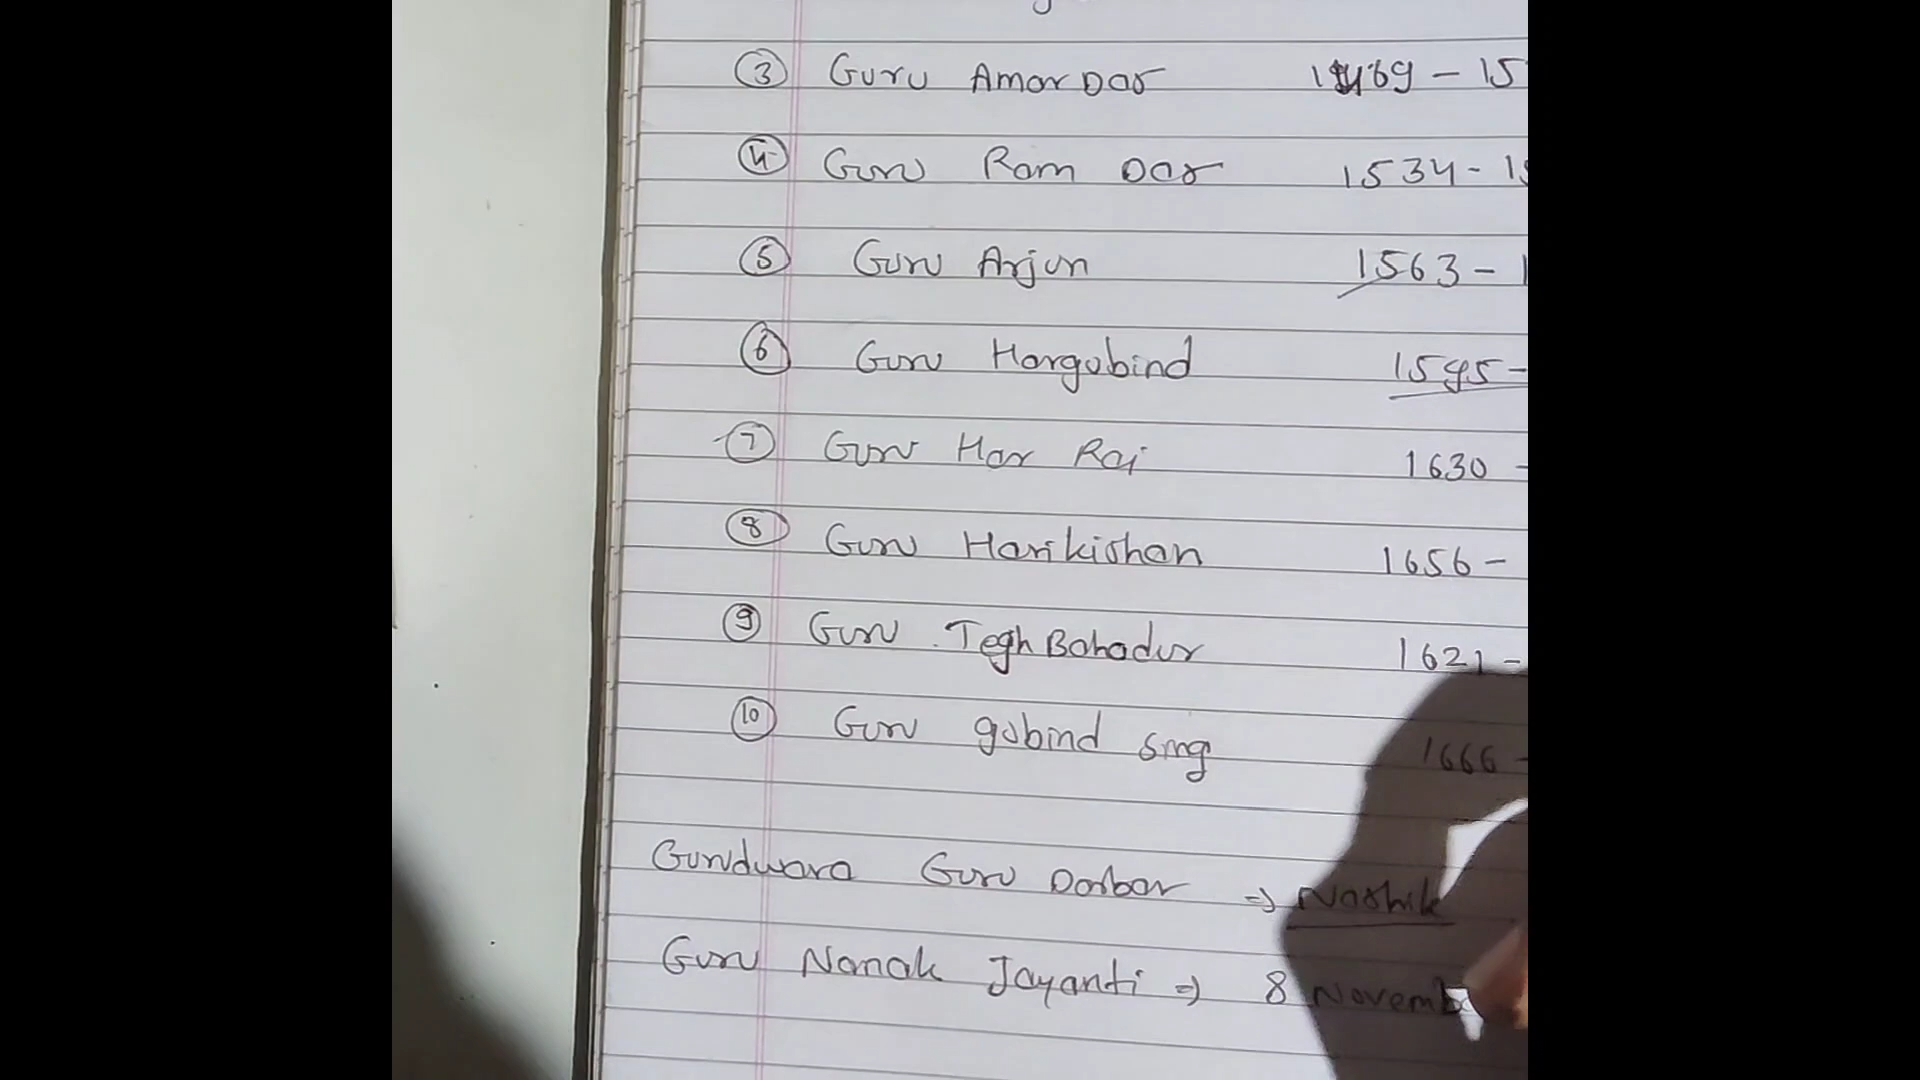 ③ Guru Amar Das 1469 - 15
④ Guru Ram Das 1534 - 15
⑤ Guru Arjun 1563 - 1
⑥ Guru Hargobind 1595 -
⑦ Guru Har Rai 1630 -
⑧ Guru Harikishan 1656 -
⑨ Guru Tegh Bahadur 1621 -
⑩ Guru gobind sing 1666 -
Gurudwara Guru Darbar => Nashik
Guru Nanak Jayanti => 8 Novemb